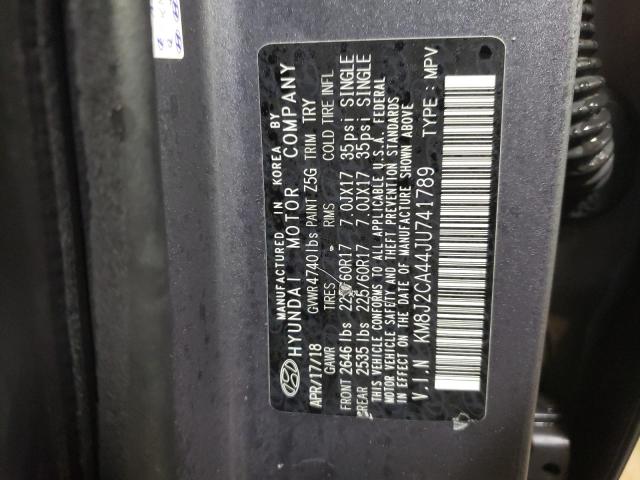 MANUFACTURED IN KOREA BY
HYUNDAI MOTOR COMPANY
APR/17/18 GVWR 4740 lbs PAINT Z5G TRIM TRY
GAWR TIRES RIMS COLD TIRE INFL
FRONT 2646 lbs 225/60R17 7.0JX17 35psi SINGLE
REAR 2535 lbs 225/60R17 7.0JX17 35psi SINGLE
THIS VEHICLE CONFORMS TO ALL APPLICABLE U.S.A. FEDERAL
MOTOR VEHICLE SAFETY AND THEFT PREVENTION STANDARDS
IN EFFECT ON THE DATE OF MANUFACTURE SHOWN ABOVE
V.I.N KM8J2CA44JU741789 TYPE : MPV